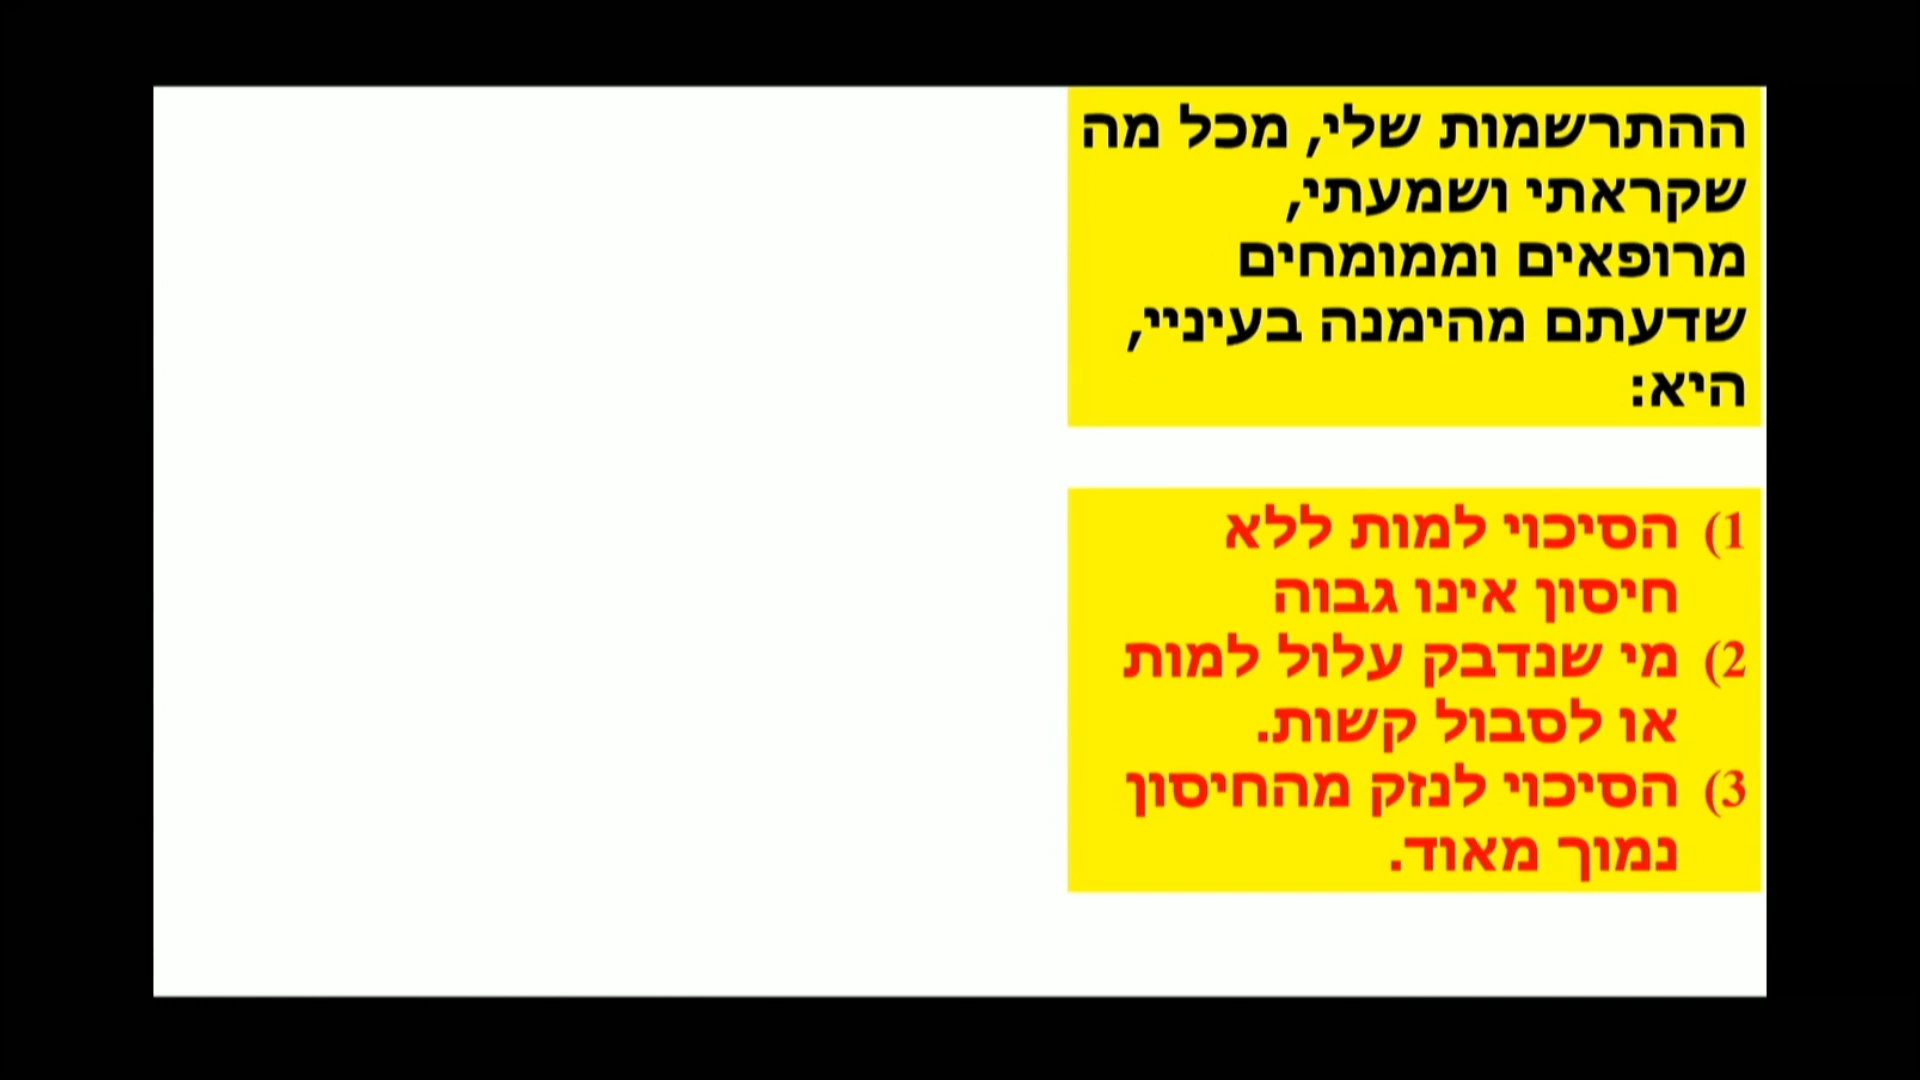 ההתרשמות שלי, מכל מה
שקראתי ושמעתי,
מרופאים וממומחים
שדעתם מהימנה בעיניי,
היא:
1) הסיכוי למות ללא
חיסון אינו גבוה
2) מי שנדבק עלול למות
או לסבול קשות.
3) הסיכוי לנזק מהחיסון
נמוך מאוד.